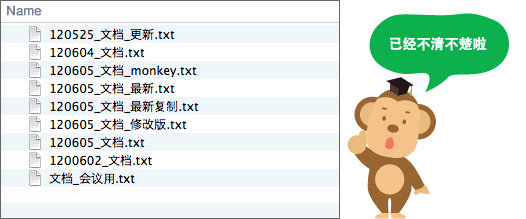 Name
120525_文档_更新.txt
120604_文档.txt
120605_文档_monkey.txt
120605_文档_最新.txt
120605_文档_最新复制.txt
120605_文档_修改版.txt
120605_文档.txt
1200602_文档.txt
文档_会议用.txt
已经不清不楚啦